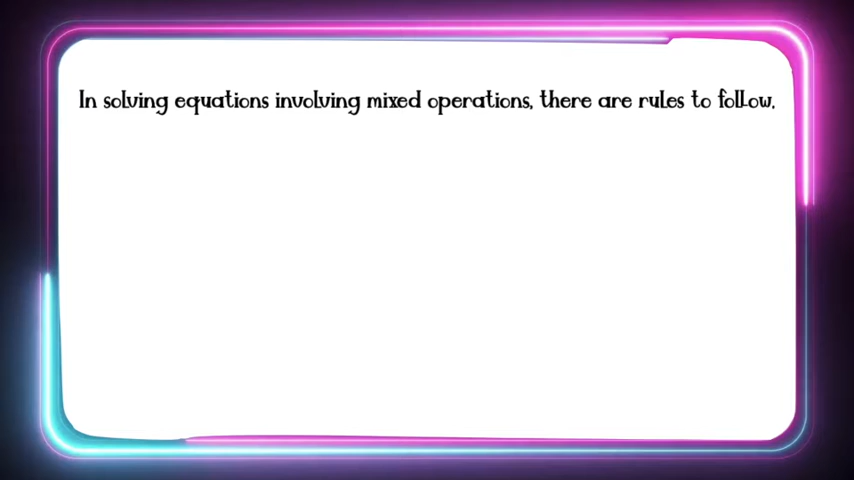 In solving equations involving mixed operations, there are rules to follow.